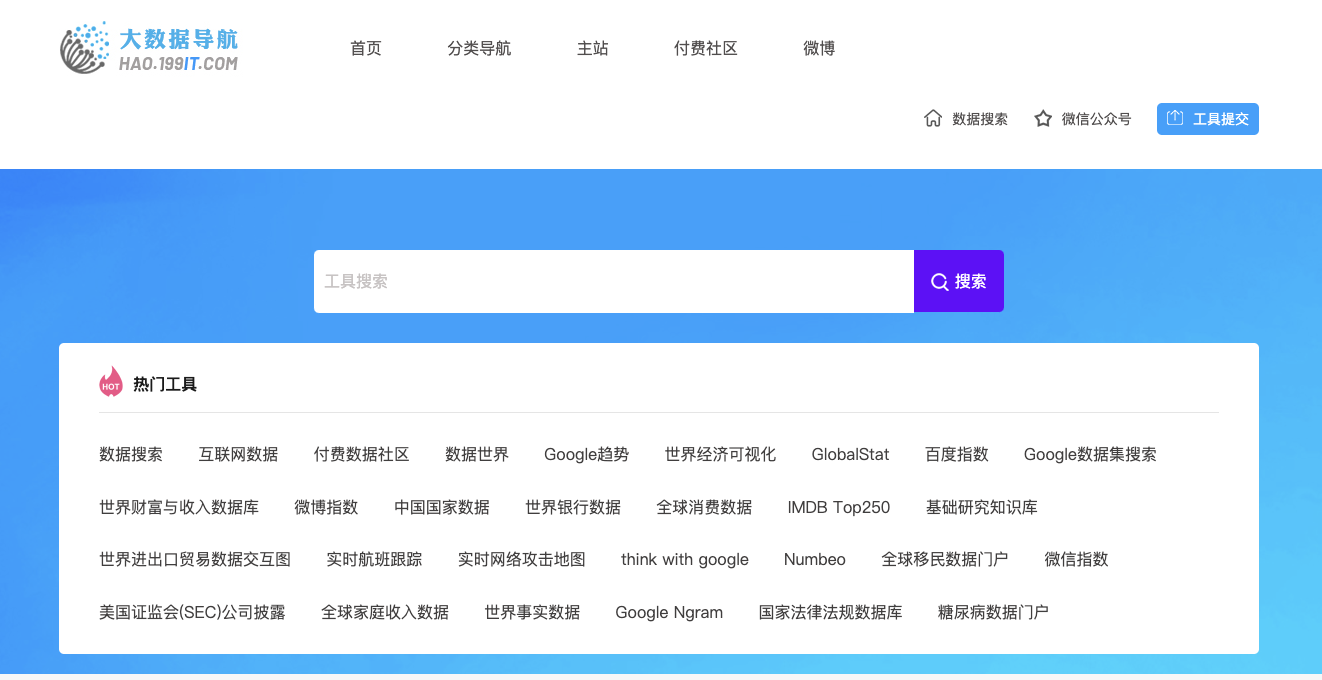 大数据导航
HAO.199IT.COM
首页 分类导航 主站 付费社区 微博
数据搜索 微信公众号 工具提交
工具搜索 搜索
HOT 热门工具
数据搜索 互联网数据 付费数据社区 数据世界 Google趋势 世界经济可视化 GlobalStat 百度指数 Google数据集搜索
世界财富与收入数据库 微博指数 中国国家数据 世界银行数据 全球消费数据 IMDB Top250 基础研究知识库
世界进出口贸易数据交互图 实时航班跟踪 实时网络攻击地图 think with google Numbeo 全球移民数据门户 微信指数
美国证监会(SEC)公司披露 全球家庭收入数据 世界事实数据 Google Ngram 国家法律法规数据库 糖尿病数据门户